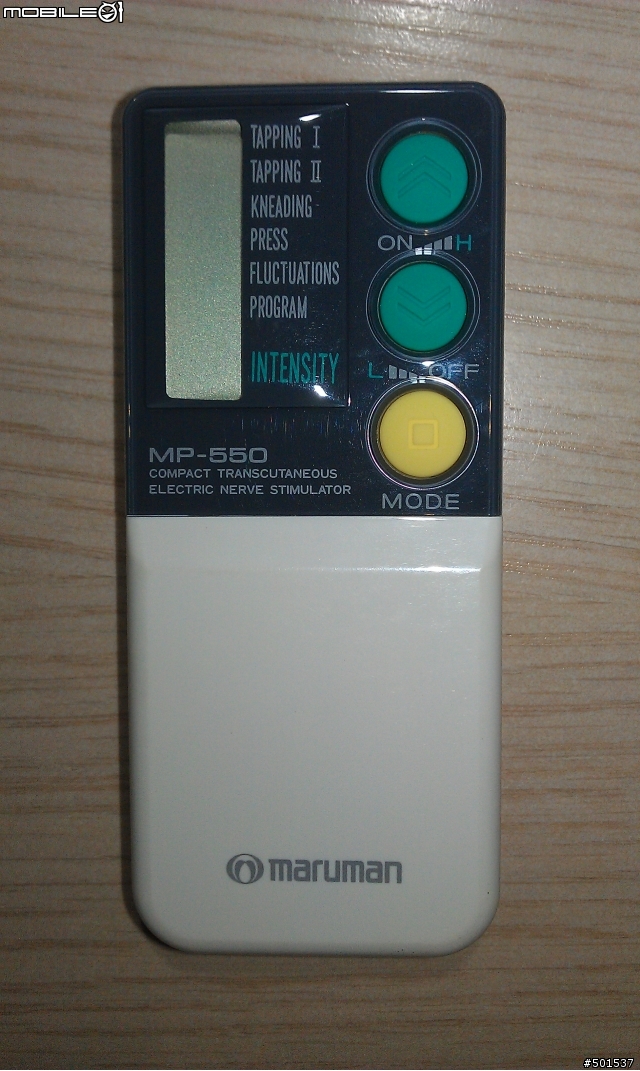 MOBILE01
TAPPING I
TAPPING II
KNEADING
PRESS
FLUCTUATIONS
PROGRAM
INTENSITY
ON H
L OFF
MODE
MP-550
COMPACT TRANSCUTANEOUS
ELECTRIC NERVE STIMULATOR
maruman
#501537